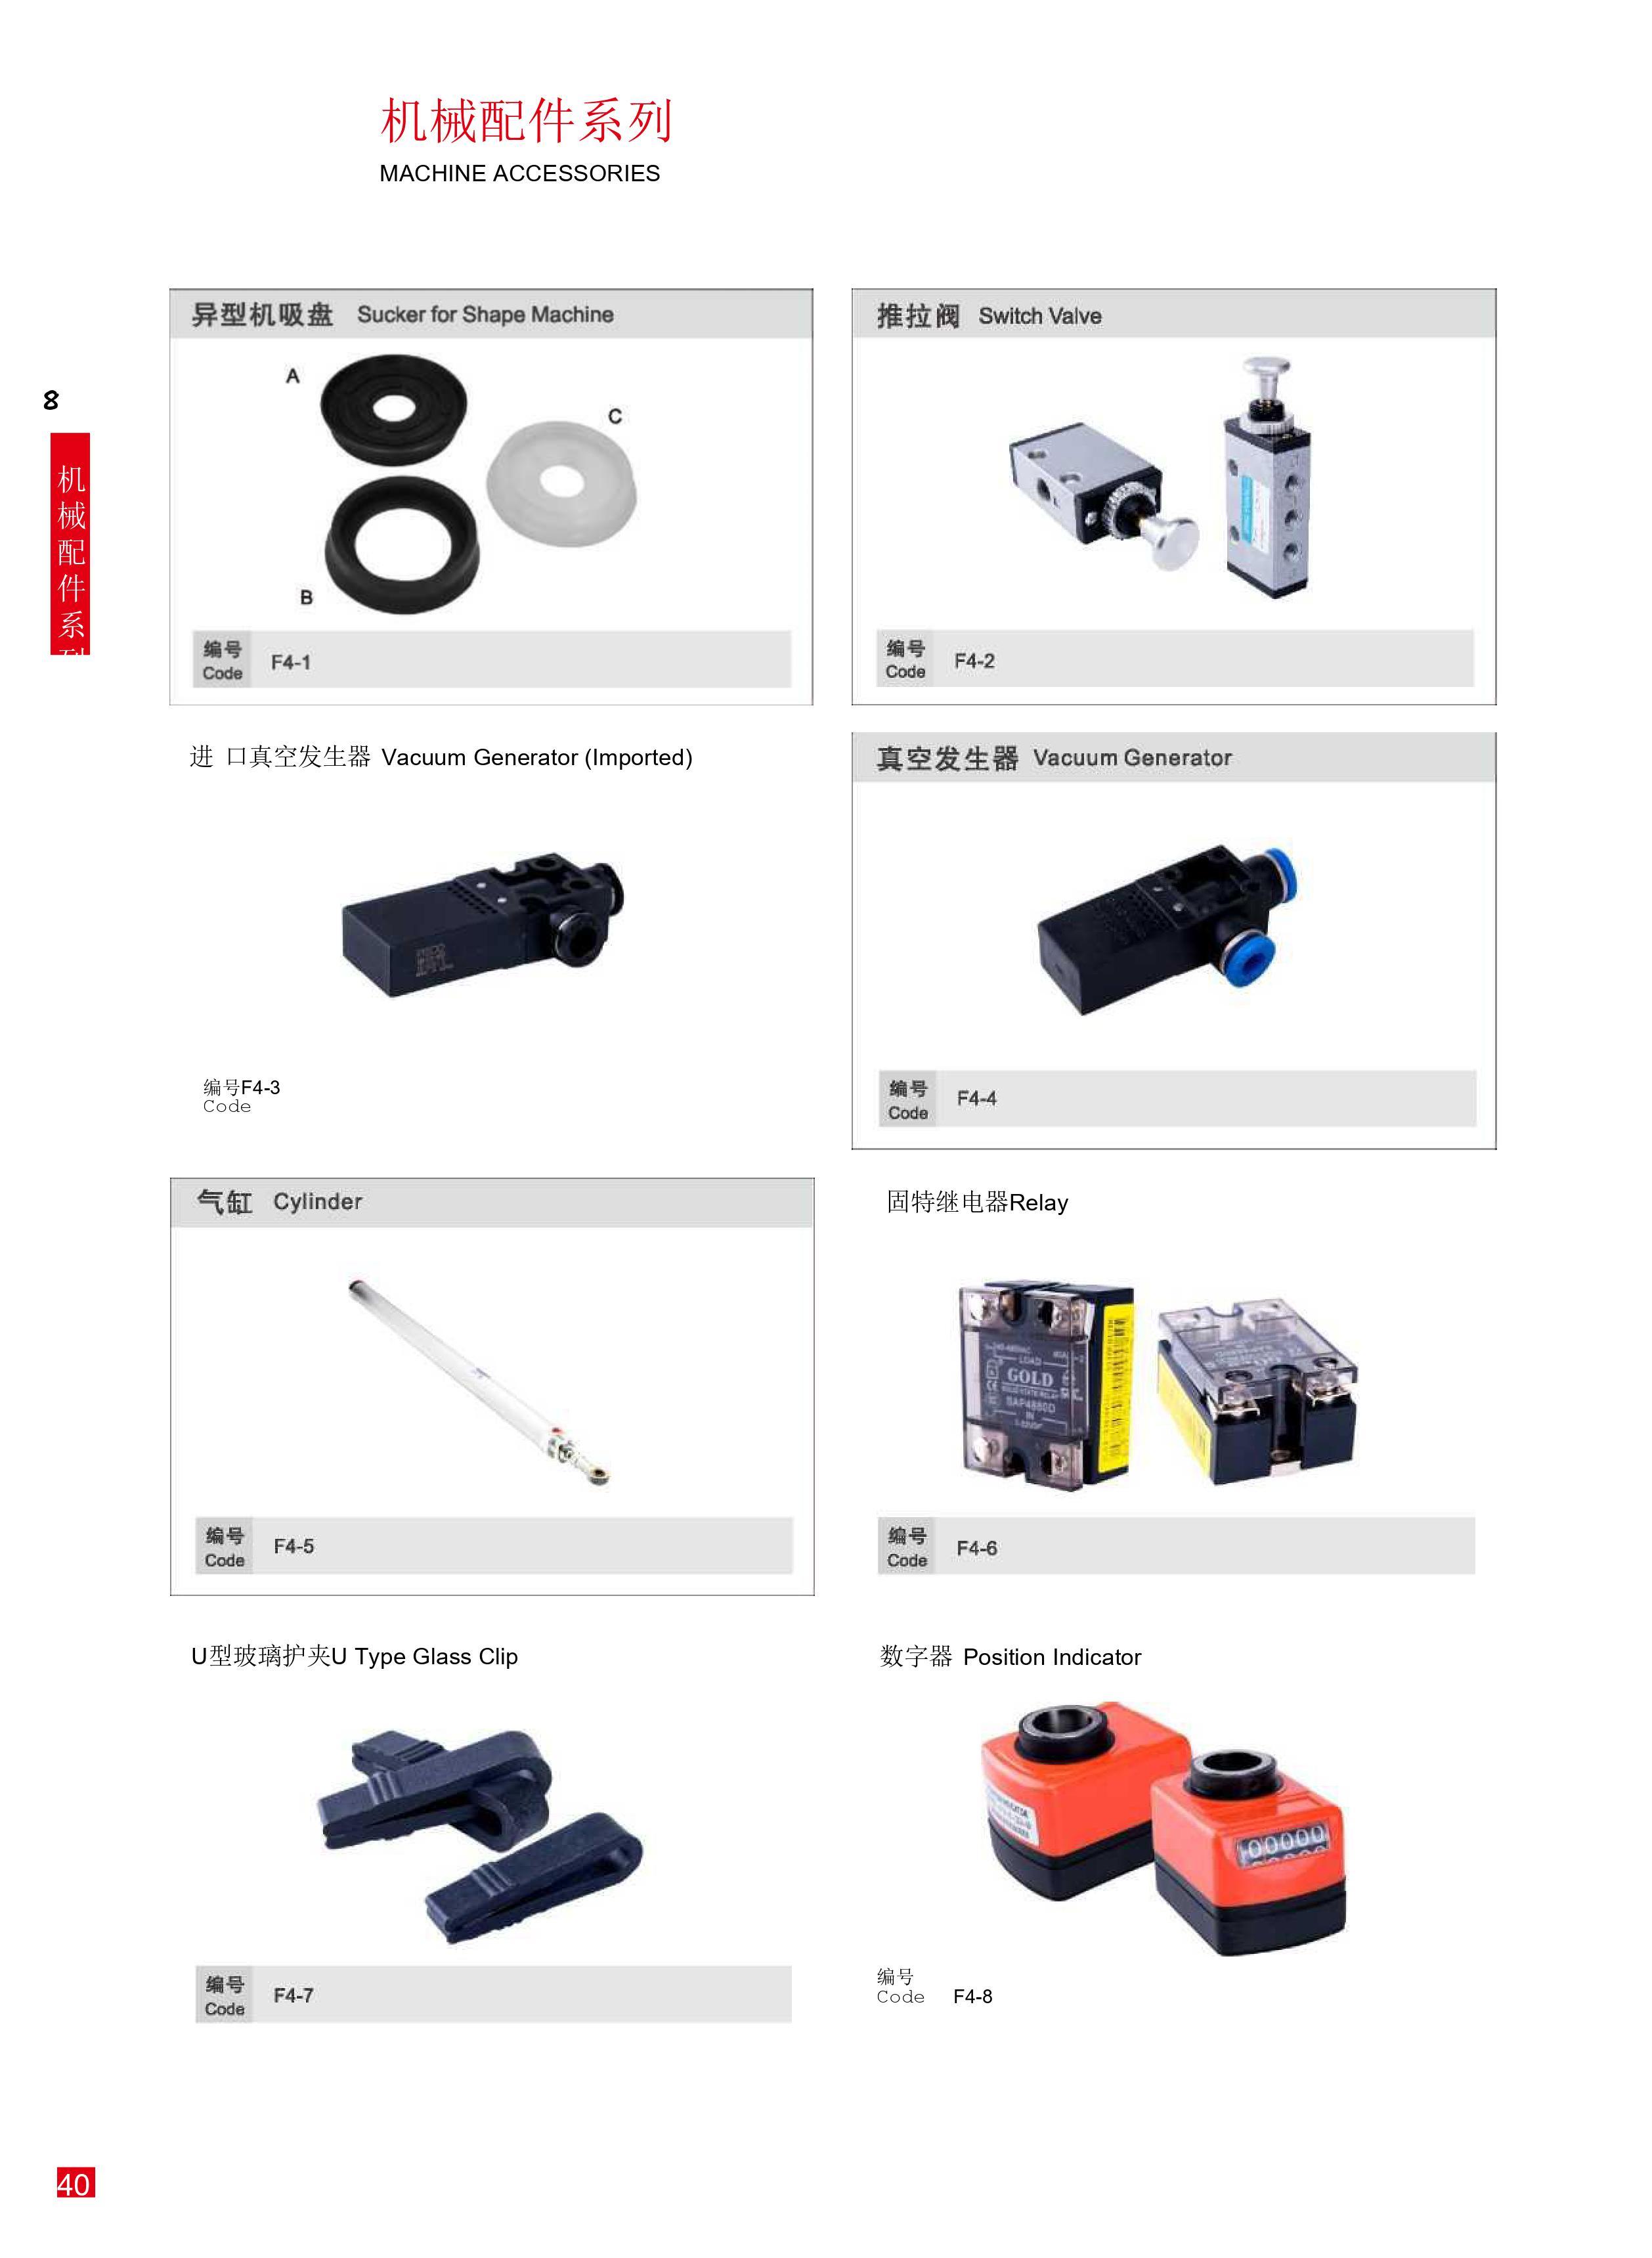 机械配件系列
MACHINE ACCESSORIES
8
机械配件系列
异型机吸盘 Sucker for Shape Machine
A
C
B
编号
Code
F4-1
推拉阀 Switch Valve
编号
Code
F4-2
进 口真空发生器 Vacuum Generator (Imported)
编号F4-3
Code
真空发生器 Vacuum Generator
编号
Code
F4-4
气缸 Cylinder
编号
Code
F4-5
固特继电器Relay
LOAD
GOLD
SAP4880D
IN
编号
Code
F4-6
U型玻璃护夹U Type Glass Clip
编号
Code
F4-7
数字器 Position Indicator
00000
编号
Code F4-8
40